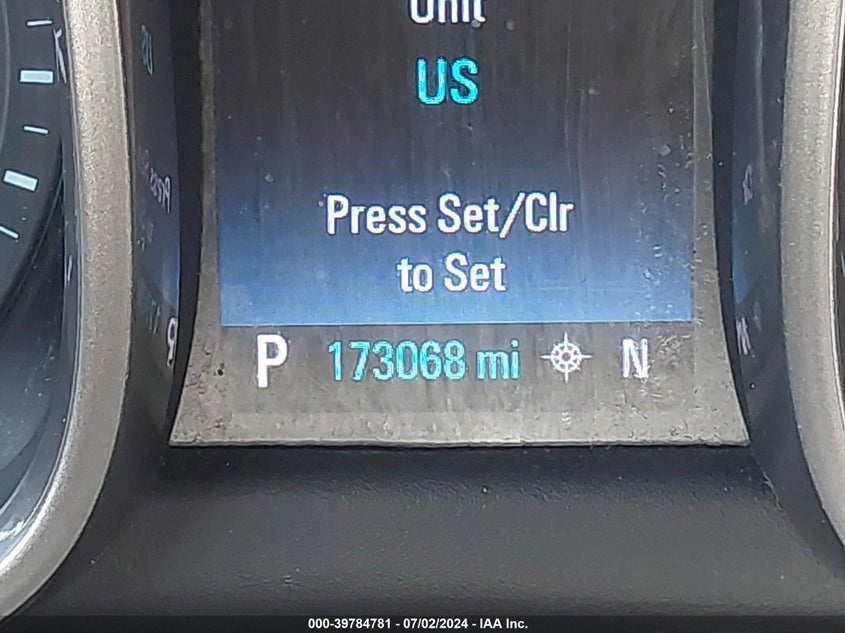 Unit
US
Press Set/Clr
to Set
P 173068 mi N
000-39784781 - 07/02/2024 - IAA Inc.